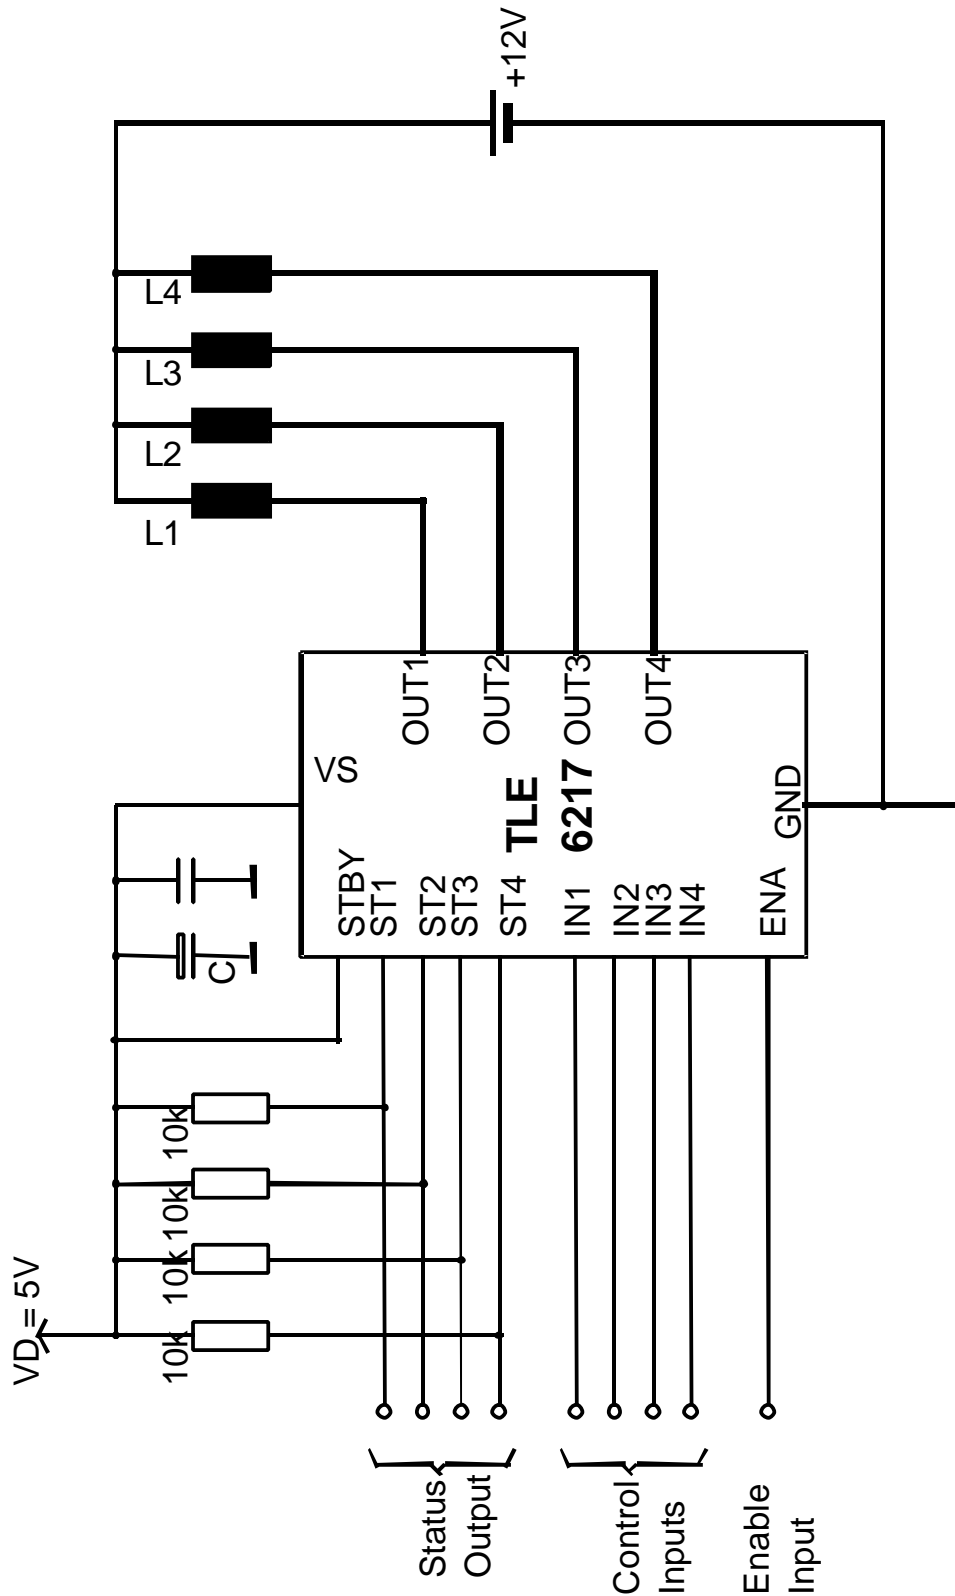 VD = 5V
10k
10k
10k
10k
C
+12V
L4
L3
L2
L1
VS
STBY
ST1
ST2
ST3
ST4
IN1
IN2
IN3
IN4
ENA
GND
TLE
6217
OUT1
OUT2
OUT3
OUT4
Status
Output
Control
Inputs
Enable
Input